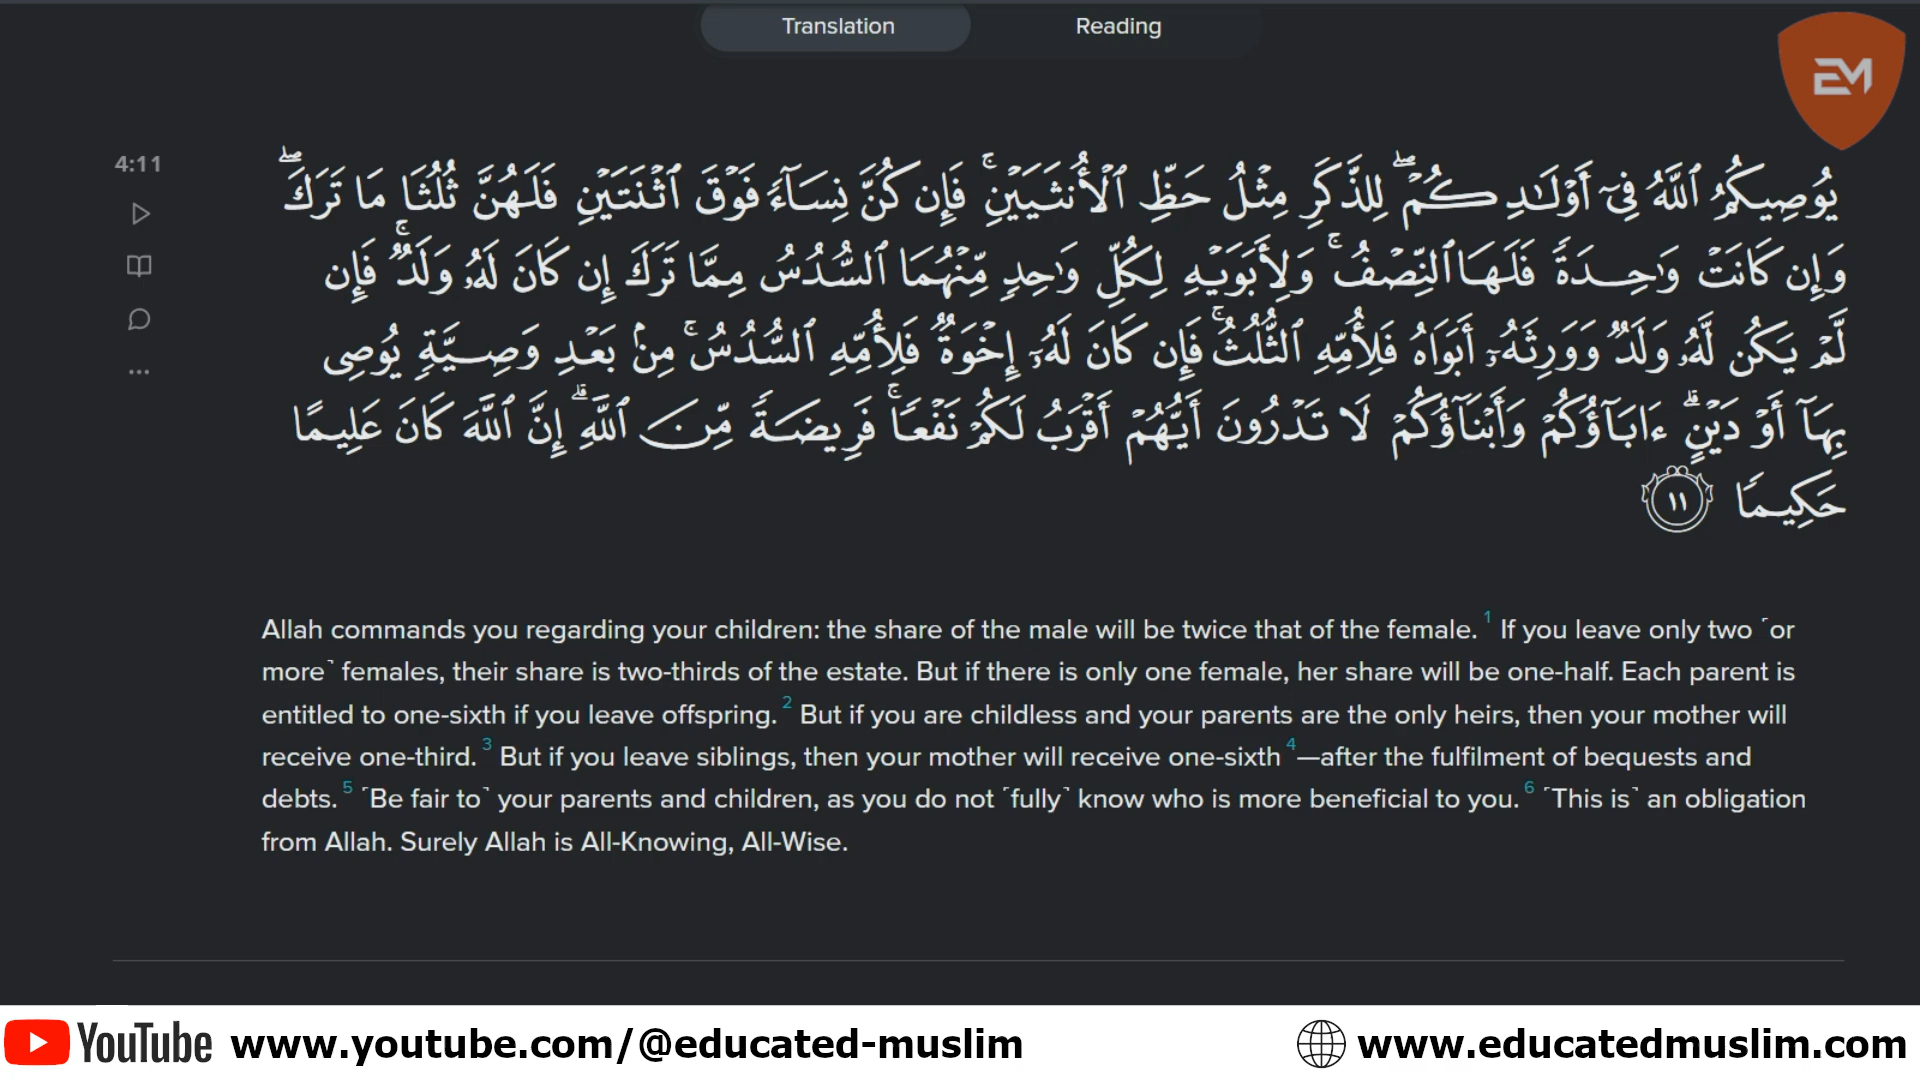 Translation
Reading
EM
4:11
يُوصِيكُمُ ٱللَّهُ فِىٓ أَوْلَـٰدِكُمْ ۖ لِلذَّكَرِ مِثْلُ حَظِّ ٱلْأُنثَيَيْنِ ۚ فَإِن كُنَّ نِسَآءً فَوْقَ ٱثْنَتَيْنِ فَلَهُنَّ ثُلُثَا مَا تَرَكَ ۖ
وَإِن كَانَتْ وَٰحِدَةً فَلَهَا ٱلنِّصْفُ ۚ وَلِأَبَوَيْهِ لِكُلِّ وَٰحِدٍ مِّنْهُمَا ٱلسُّدُسُ مِمَّا تَرَكَ إِن كَانَ لَهُۥ وَلَدٌ ۚ فَإِن
لَّمْ يَكُن لَّهُۥ وَلَدٌ وَوَرِثَهُۥٓ أَبَوَاهُ فَلِأُمِّهِ ٱلثُّلُثُ ۚ فَإِن كَانَ لَهُۥٓ إِخْوَةٌ فَلِأُمِّهِ ٱلسُّدُسُ ۚ مِنۢ بَعْدِ وَصِيَّةٍ يُوصِى
بِهَآ أَوْ دَيْنٍ ۗ ءَابَآؤُكُمْ وَأَبْنَآؤُكُمْ لَا تَدْرُونَ أَيُّهُمْ أَقْرَبُ لَكُمْ نَفْعًا ۚ فَرِيضَةً مِّنَ ٱللَّهِ ۗ إِنَّ ٱللَّهَ كَانَ عَلِيمًا
حَكِيمًا ١١
Allah commands you regarding your children: the share of the male will be twice that of the female. 1 If you leave only two ˹or
more˺ females, their share is two-thirds of the estate. But if there is only one female, her share will be one-half. Each parent is
entitled to one-sixth if you leave offspring. 2 But if you are childless and your parents are the only heirs, then your mother will
receive one-third. 3 But if you leave siblings, then your mother will receive one-sixth 4 —after the fulfilment of bequests and
debts. 5 ˹Be fair to˺ your parents and children, as you do not ˹fully˺ know who is more beneficial to you. 6 ˹This is˺ an obligation
from Allah. Surely Allah is All-Knowing, All-Wise.
YouTube www.youtube.com/@educated-muslim www.educatedmuslim.com